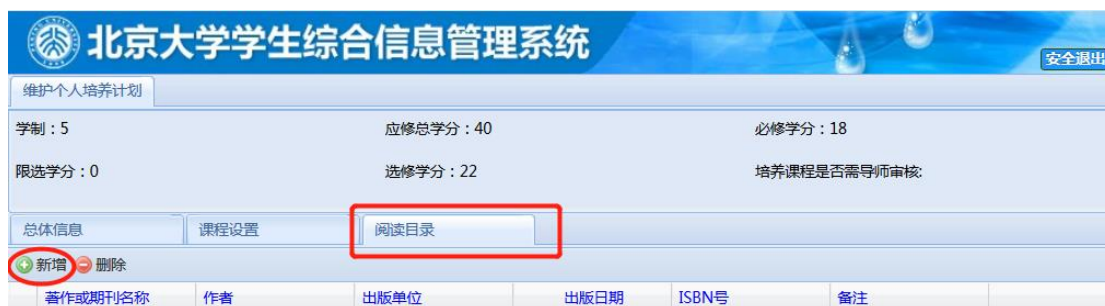 北京大学学生综合信息管理系统
安全退出
维护个人培养计划
学制：5 应修总学分：40 必修学分：18
限选学分：0 选修学分：22 培养课程是否需导师审核:
总体信息 课程设置 阅读目录
新增 删除
著作或期刊名称 作者 出版单位 出版日期 ISBN号 备注